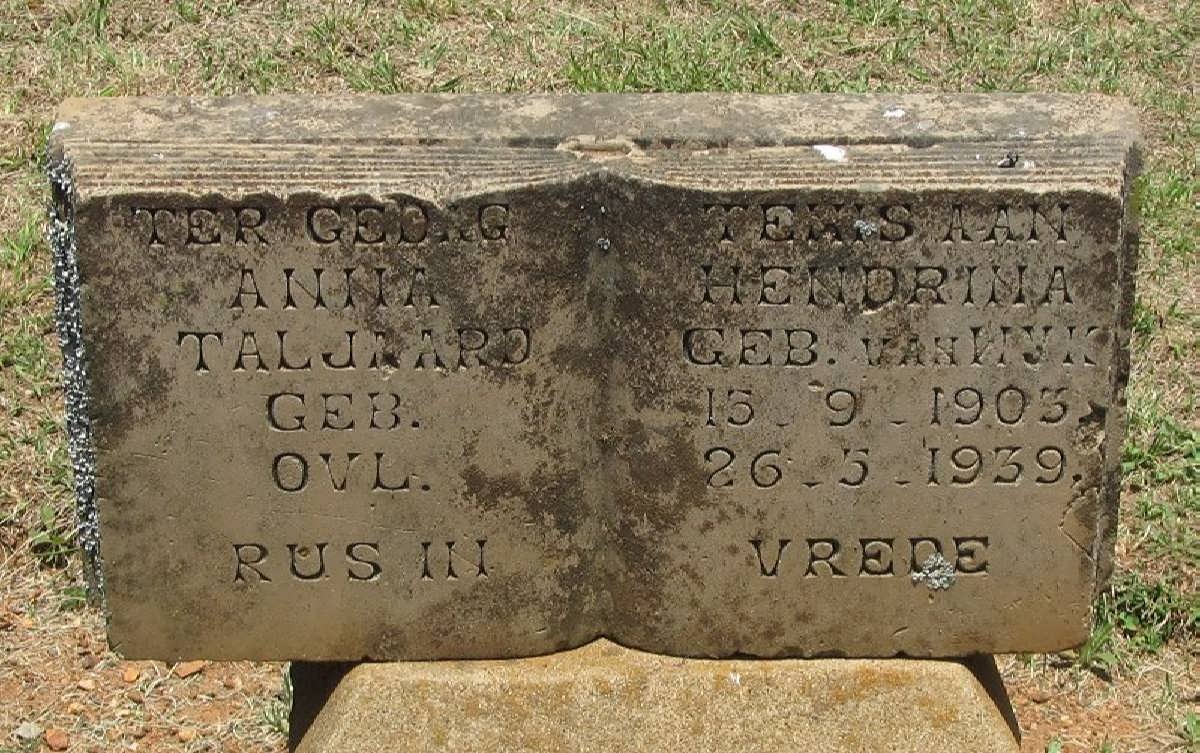 TER GEDAG TENIS AAN
ANNA HENDRINA
TALJAARD GEB. VAN WYK
GEB. 15.9.1903.
OVL. 26.5.1939.
RUS IN VREDE